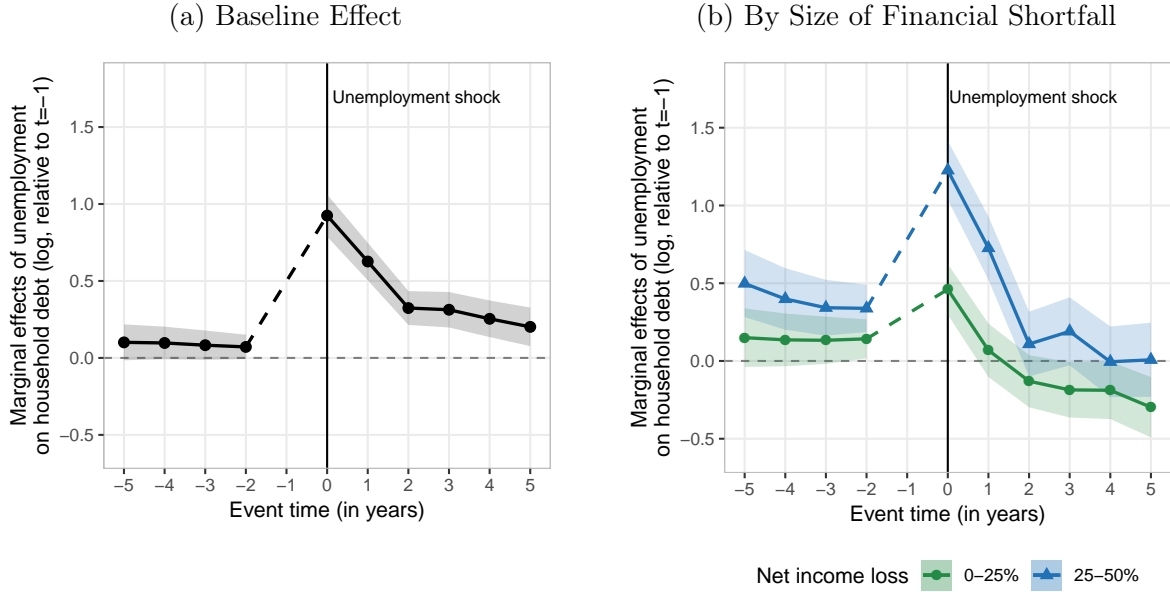 (a) Baseline Effect
Marginal effects of unemployment
on household debt (log, relative to t=−1)
1.5
1.0
0.5
0.0
−0.5
Unemployment shock
−5 −4 −3 −2 −1 0 1 2 3 4 5
Event time (in years)
(b) By Size of Financial Shortfall
Marginal effects of unemployment
on household debt (log, relative to t=−1)
1.5
1.0
0.5
0.0
−0.5
Unemployment shock
−5 −4 −3 −2 −1 0 1 2 3 4 5
Event time (in years)
Net income loss 0−25% 25−50%